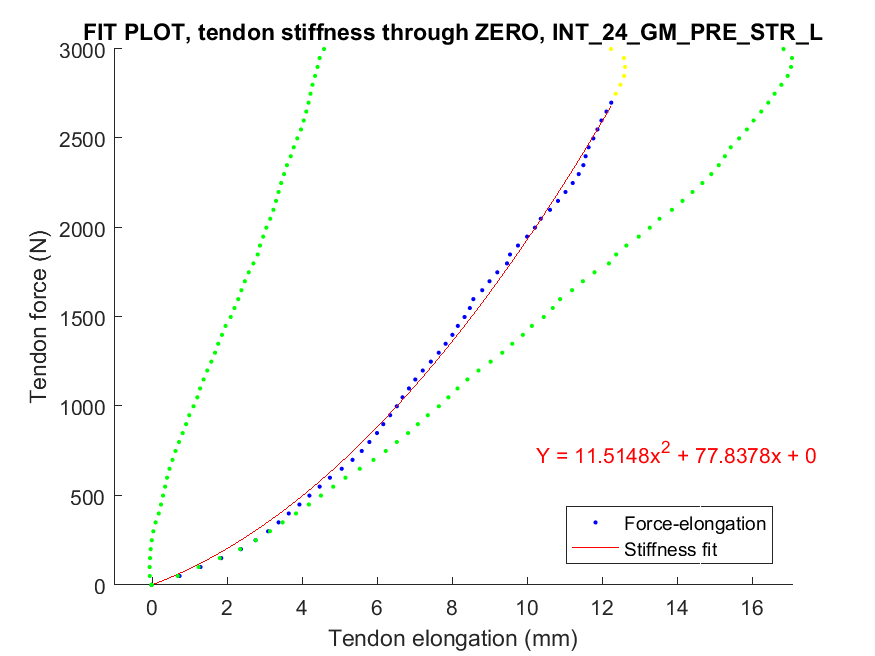 FIT PLOT, tendon stiffness through ZERO, INT_24_GM_PRE_STR_L
3000
2500
2000
1500
1000
500
0
Tendon force (N)
Y = 11.5148x² + 77.8378x + 0
Force-elongation
Stiffness fit
0 2 4 6 8 10 12 14 16
Tendon elongation (mm)